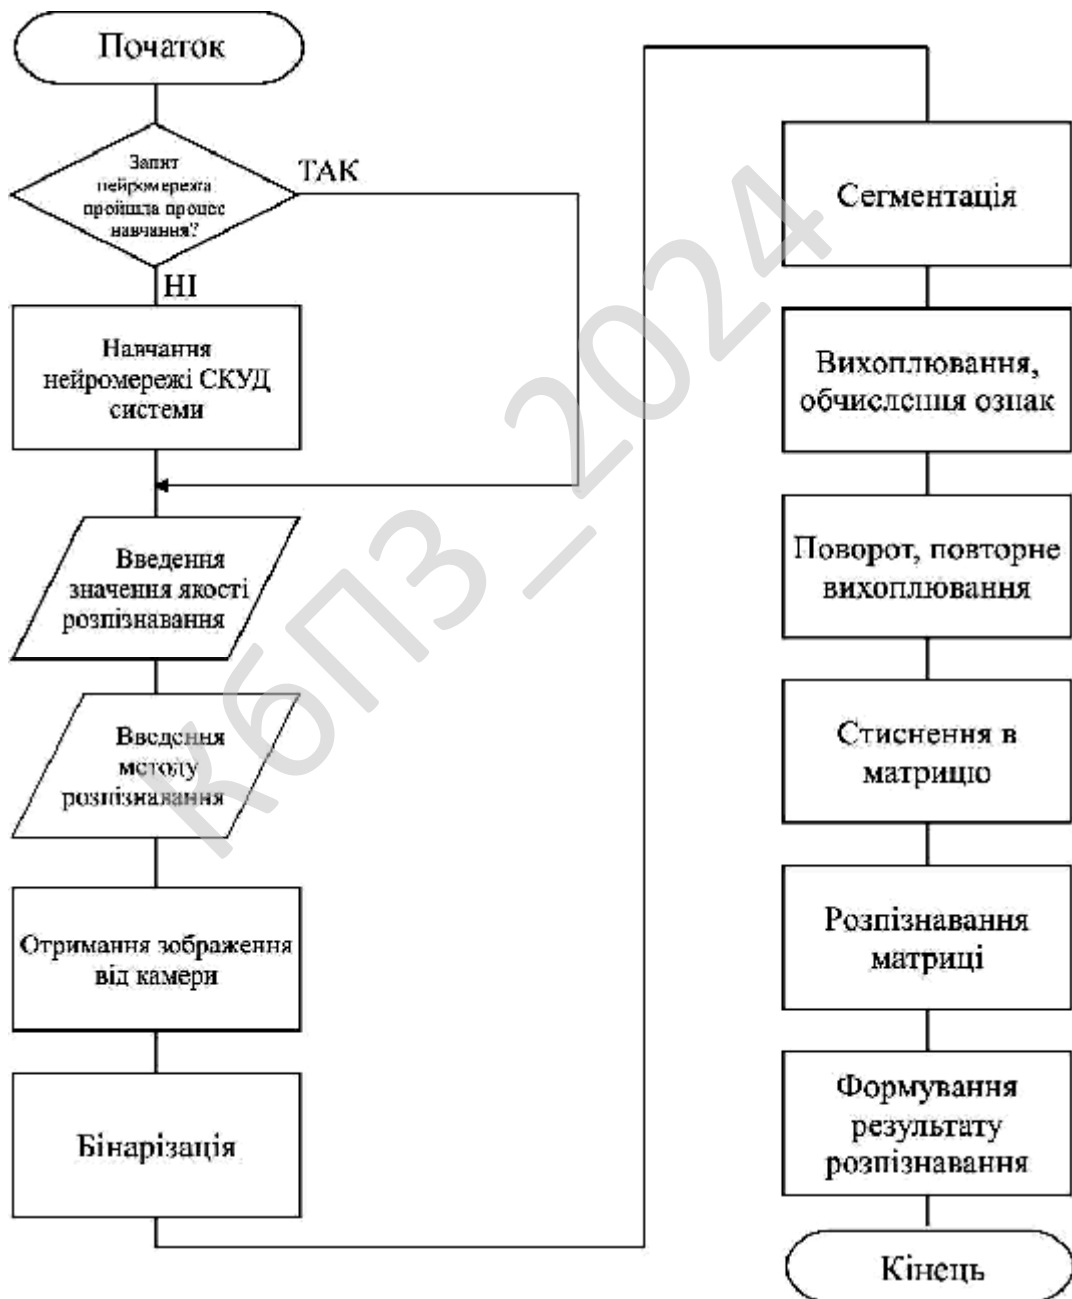 Початок
Запит
нейромережа
пройшла процес
навчання?
ТАК
НІ
Навчання
нейромережі СКУД
системи
Введення
значення якості
розпізнавання
Введення
методу
розпізнавання
Отримання зображення
від камери
Бінарізація
Сегментація
Вихоплювання,
обчислення ознак
Поворот, повторне
вихоплювання
Стиснення в
матрицю
Розпізнавання
матриці
Формування
результату
розпізнавання
Кінець
КбПЗ_2024